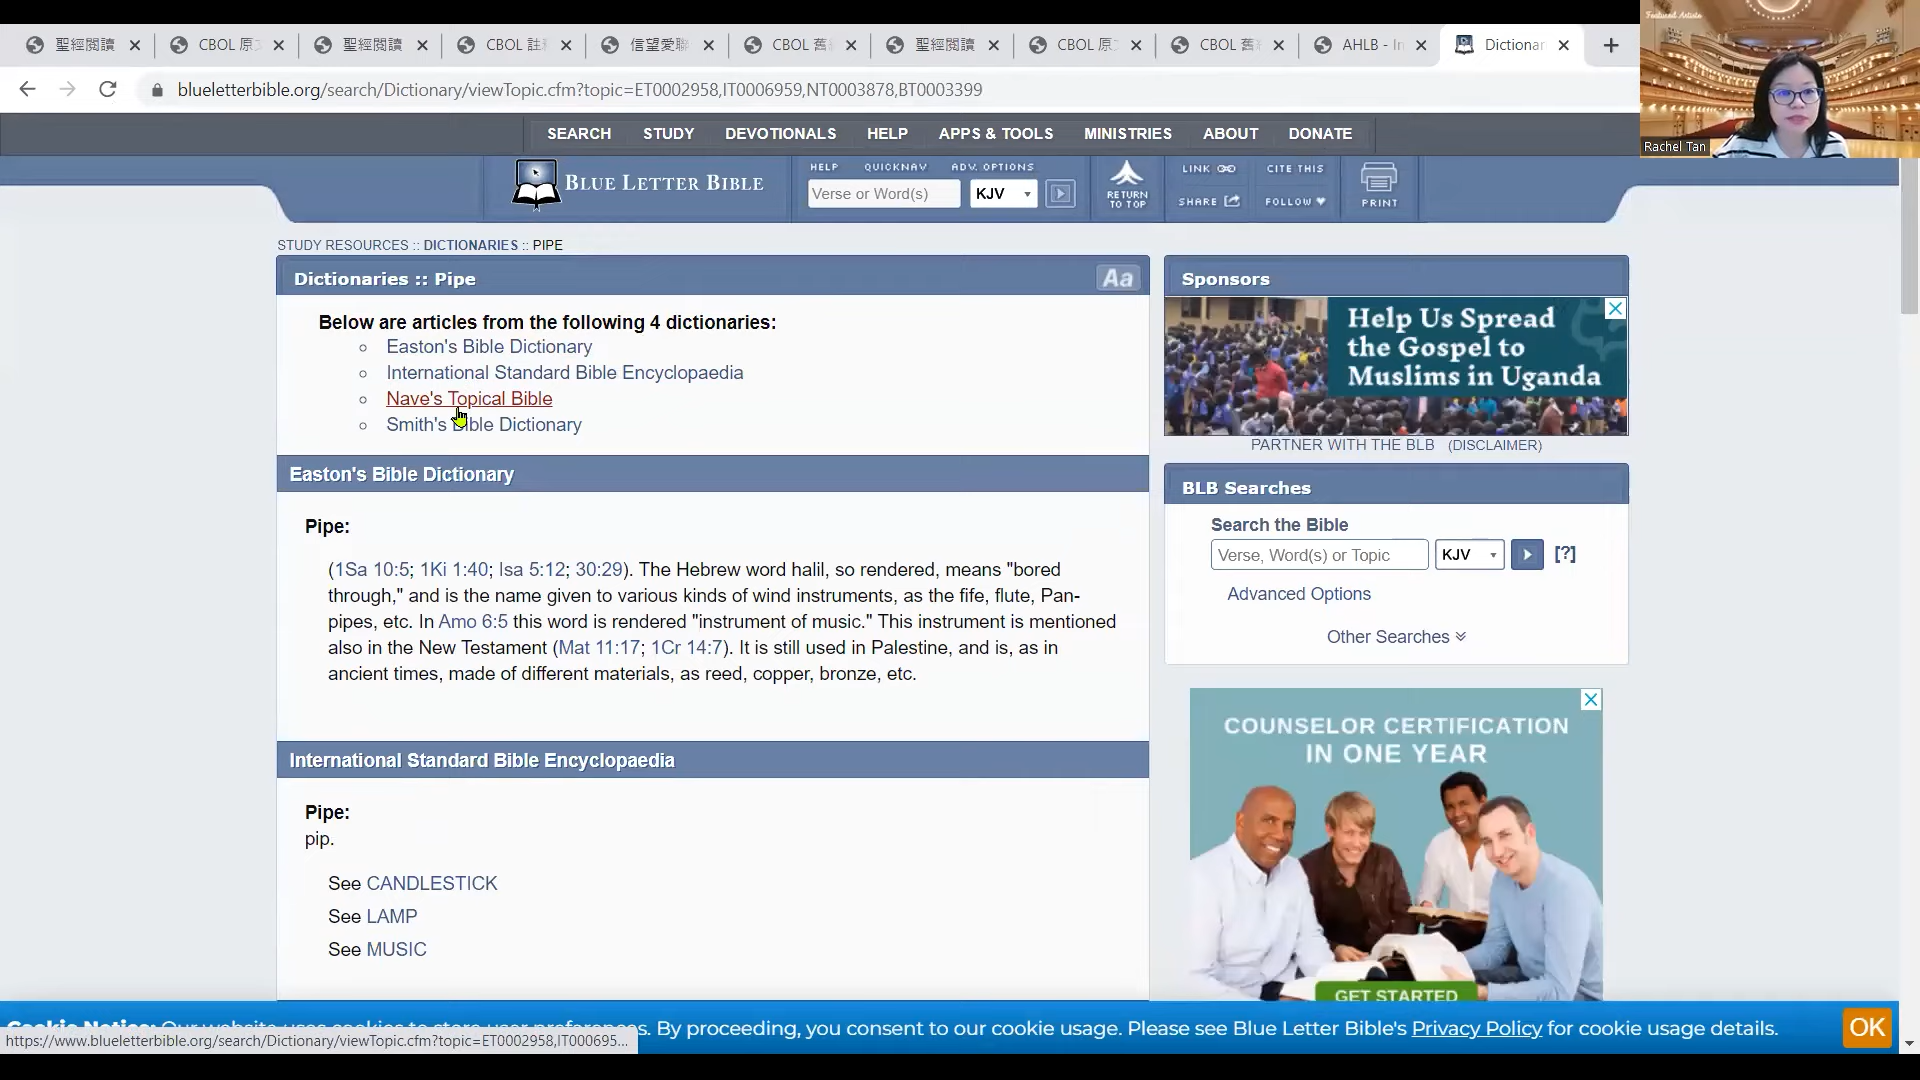 聖經閱讀
CBOL 原
聖經閱讀
CBOL 註
信望愛聯
CBOL 舊
聖經閱讀
CBOL 原
CBOL 舊
AHLB - In
Dictionar
blueletterbible.org/search/Dictionary/viewTopic.cfm?topic=ET0002958,IT0006959,NT0003878,BT0003399
Featured Artists
Rachel Tan
SEARCH STUDY DEVOTIONALS HELP APPS & TOOLS MINISTRIES ABOUT DONATE
BLUE LETTER BIBLE
HELP QUICKNAV ADV. OPTIONS
Verse or Word(s) KJV
RETURN
TO TOP
LINK CITE THIS
SHARE FOLLOW
PRINT
STUDY RESOURCES :: DICTIONARIES :: PIPE
Dictionaries :: Pipe
Aa
Below are articles from the following 4 dictionaries:
Easton's Bible Dictionary
International Standard Bible Encyclopaedia
Nave's Topical Bible
Smith's Bible Dictionary
Easton's Bible Dictionary
Pipe:
(1Sa 10:5; 1Ki 1:40; Isa 5:12; 30:29). The Hebrew word halil, so rendered, means "bored
through," and is the name given to various kinds of wind instruments, as the fife, flute, Pan-
pipes, etc. In Amo 6:5 this word is rendered "instrument of music." This instrument is mentioned
also in the New Testament (Mat 11:17; 1Cr 14:7). It is still used in Palestine, and is, as in
ancient times, made of different materials, as reed, copper, bronze, etc.
International Standard Bible Encyclopaedia
Pipe:
pip.
See CANDLESTICK
See LAMP
See MUSIC
Sponsors
Help Us Spread
the Gospel to
Muslims in Uganda
PARTNER WITH THE BLB (DISCLAIMER)
BLB Searches
Search the Bible
Verse, Word(s) or Topic KJV [?]
Advanced Options
Other Searches
COUNSELOR CERTIFICATION
IN ONE YEAR
GET STARTED
Cookie Notice: Our website uses cookies to store user preferences. By proceeding, you consent to our cookie usage. Please see Blue Letter Bible's Privacy Policy for cookie usage details.
OK
https://www.blueletterbible.org/search/Dictionary/viewTopic.cfm?topic=ET0002958,IT000695...